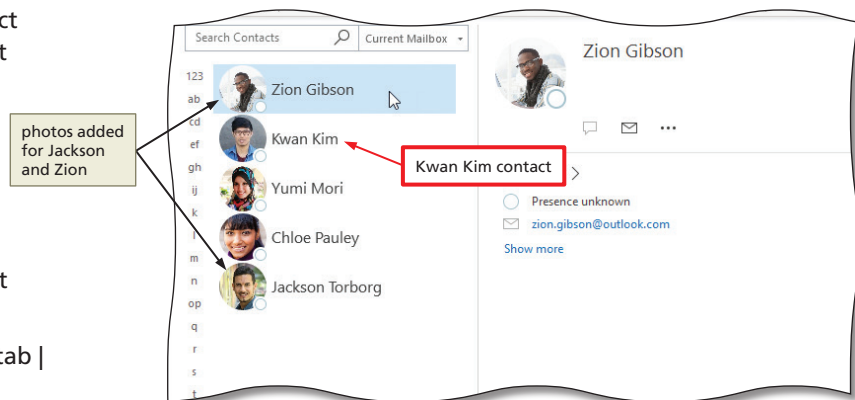 ct
t
t
tab |
photos added
for Jackson
and Zion
Search Contacts
Current Mailbox
123
ab
cd
ef
gh
ij
k
l
m
n
op
q
r
s
t
Zion Gibson
Kwan Kim
Yumi Mori
Chloe Pauley
Jackson Torborg
Kwan Kim contact
Zion Gibson
Presence unknown
zion.gibson@outlook.com
Show more